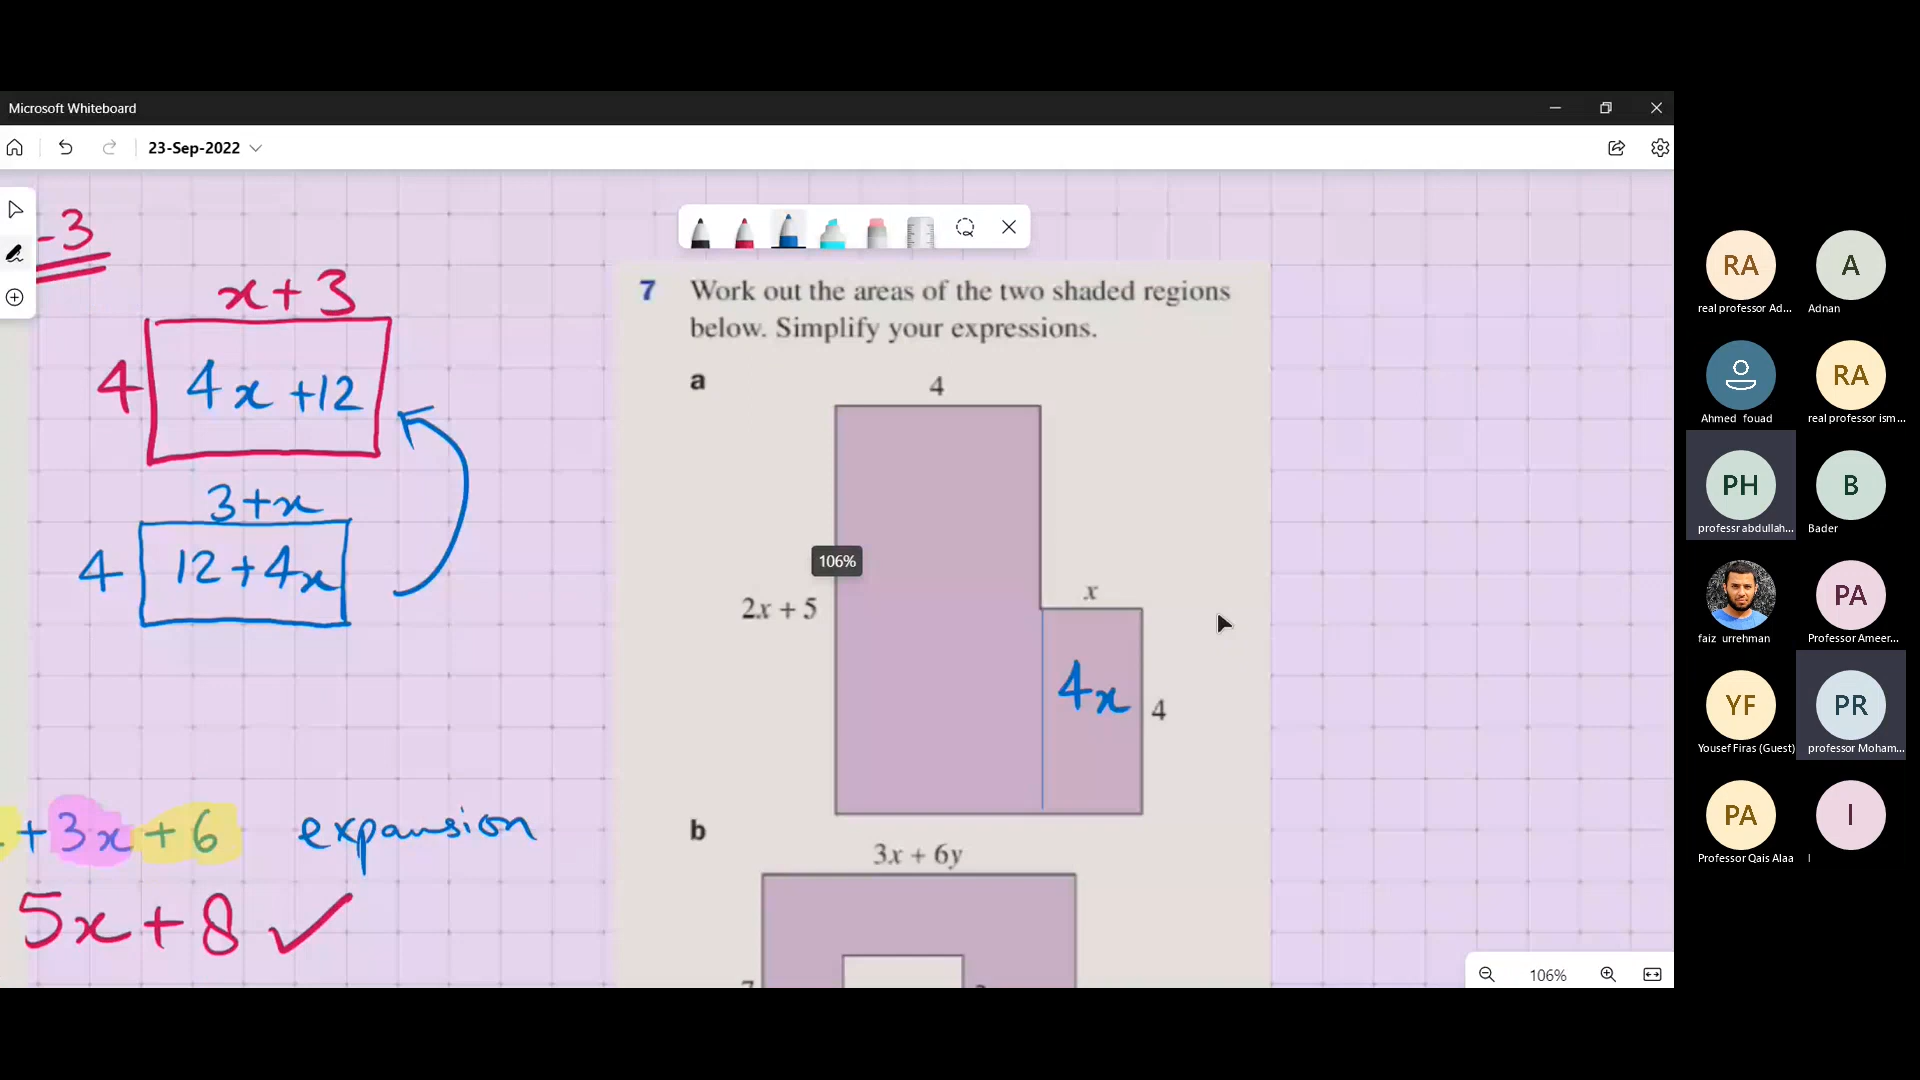 Microsoft Whiteboard
23-Sep-2022
-3
x+3
4
4x+12
3+x
4
12+4x
+3x+6
expansion
5x+8 ✓
7 Work out the areas of the two shaded regions
below. Simplify your expressions.
a
4
106%
x
2x + 5
4x
4
b
3x + 6y
106%
RA
real professor Ad...
A
Adnan
Ahmed fouad
RA
real professor ism...
PH
professr abdullah...
B
Bader
faiz urrehman
PA
Professor Ameer...
YF
Yousef Firas (Guest)
PR
professor Moham...
PA
Professor Qais Alaa
I
I